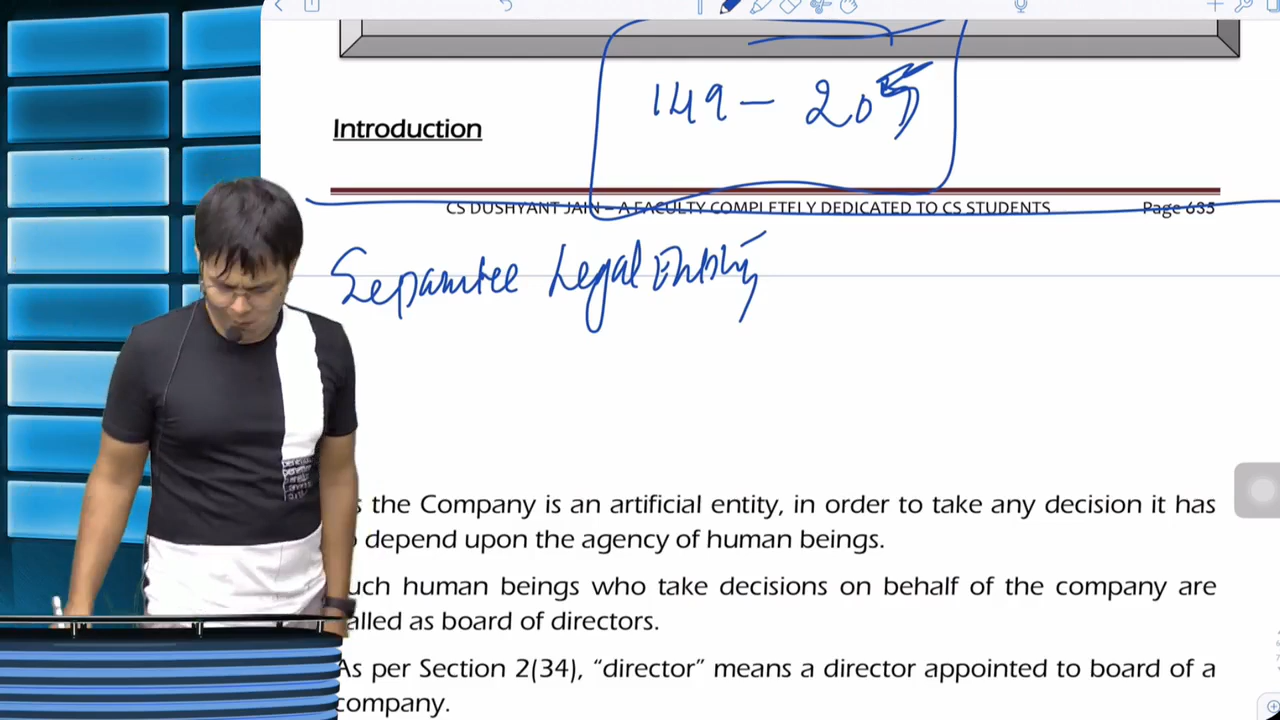 149 – 205
Introduction
CS DUSHYANT JAIN – A FACULTY COMPLETELY DEDICATED TO CS STUDENTS Page 635
Separatee Legal Entity
s the Company is an artificial entity, in order to take any decision it has
depend upon the agency of human beings.
uch human beings who take decisions on behalf of the company are
alled as board of directors.
As per Section 2(34), “director” means a director appointed to board of a
company.